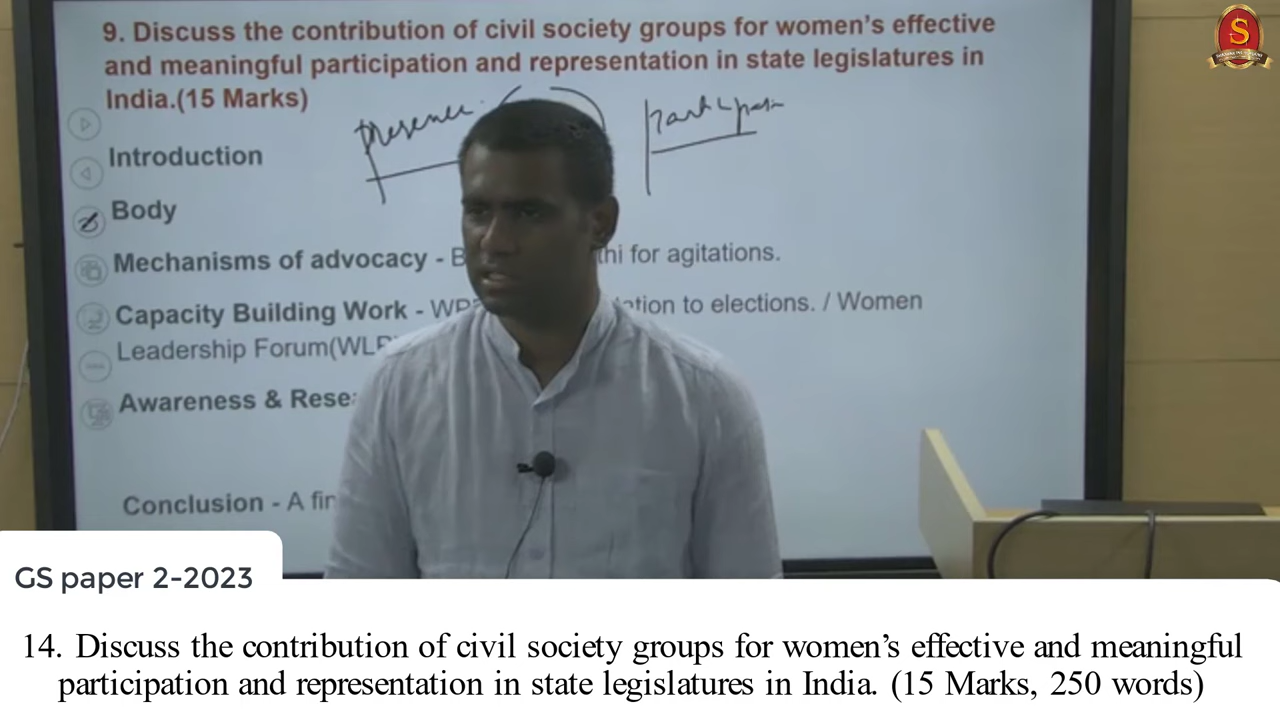 9. Discuss the contribution of civil society groups for women's effective
and meaningful participation and representation in state legislatures in
India.(15 Marks)
presence
Introduction
Body
Mechanisms of advocacy - B thi for agitations.
Capacity Building Work - WP tion to elections. / Women
Leadership Forum(WLF
Awareness & Rese
Conclusion - A fir
GS paper 2-2023
14. Discuss the contribution of civil society groups for women's effective and meaningful
participation and representation in state legislatures in India. (15 Marks, 250 words)
S